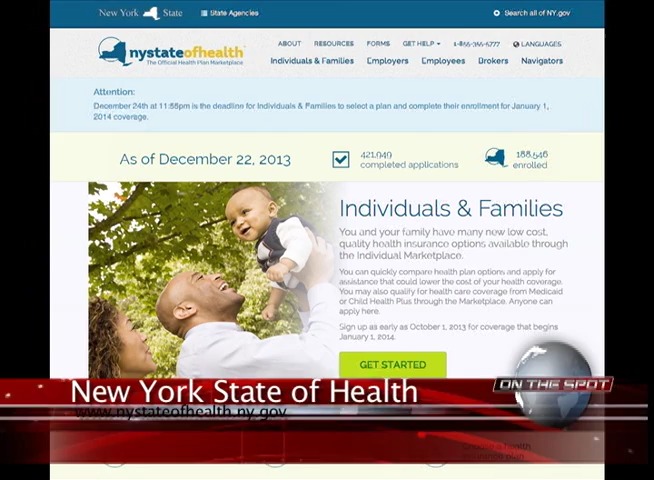 New York State
State Agencies
Search all of NY.gov
nystateofhealth
The Official Health Plan Marketplace
ABOUT RESOURCES FORMS GET HELP 1-855-355-5777 LANGUAGES
Individuals & Families Employers Employees Brokers Navigators
Attention:
December 24th at 11:58pm is the deadline for Individuals & Families to select a plan and complete their enrollment for January 1,
2014 coverage.
As of December 22, 2013
421,949
completed applications
188,546
enrolled
Individuals & Families
You and your family have many new low cost,
quality health insurance options available through
the Individual Marketplace.
You can quickly compare health plan options and apply for
assistance that could lower the cost of your health coverage.
You may also qualify for health care coverage from Medicaid
or Child Health Plus through the Marketplace. Anyone can
apply here.
Sign up as early as October 1, 2013 for coverage that begins
January 1, 2014.
GET STARTED
ON THE SPOT
New York State of Health
www.nystateofhealth.ny.gov
health
insurance plan